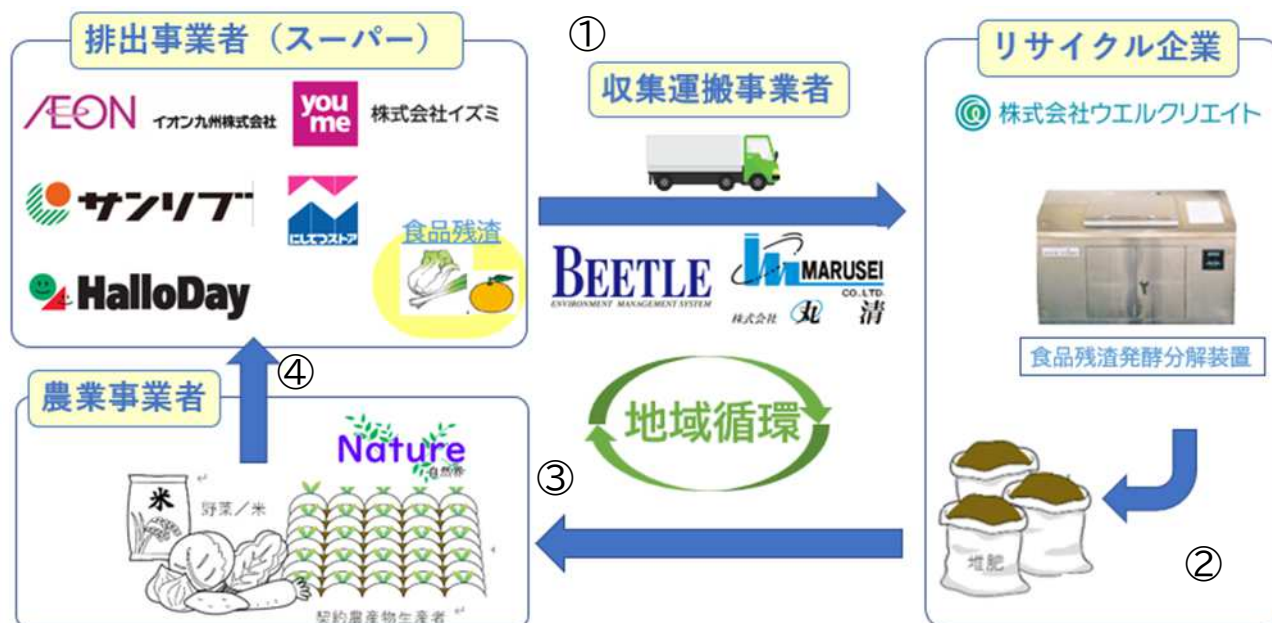 排出事業者（スーパー）
ÆON イオン九州株式会社
you me 株式会社イズミ
サンリブ
にしてつストア
食品残渣
HalloDay
①
収集運搬事業者
BEETLE
ENVIRONMENT MANAGEMENT SYSTEM
MARUSEI
CO.,LTD.
株式会社 丸清
リサイクル企業
株式会社ウエルクリエイト
食品残渣発酵分解装置
堆肥
②
地域循環
③
④
農業事業者
Nature
米
野菜／米
契約農産物生産者